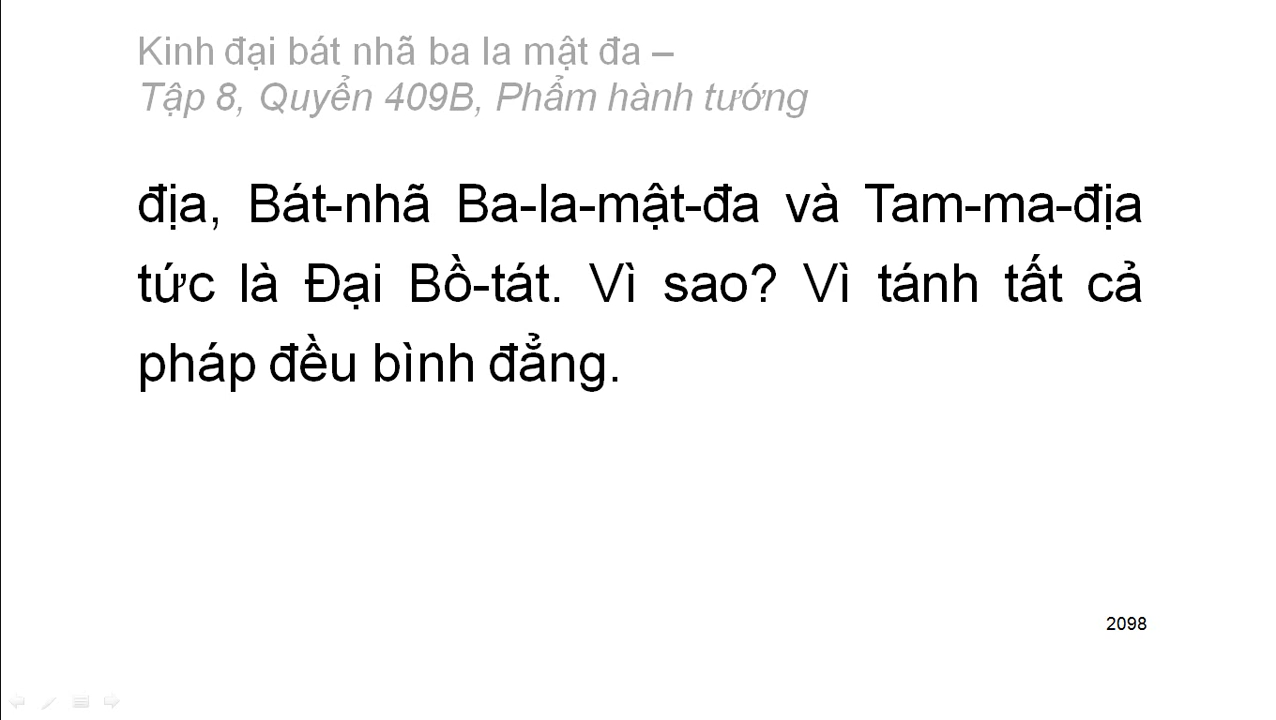 Kinh đại bát nhã ba la mật đa –
Tập 8, Quyển 409B, Phẩm hành tướng
địa, Bát-nhã Ba-la-mật-đa và Tam-ma-địa
tức là Đại Bồ-tát. Vì sao? Vì tánh tất cả
pháp đều bình đẳng.
2098